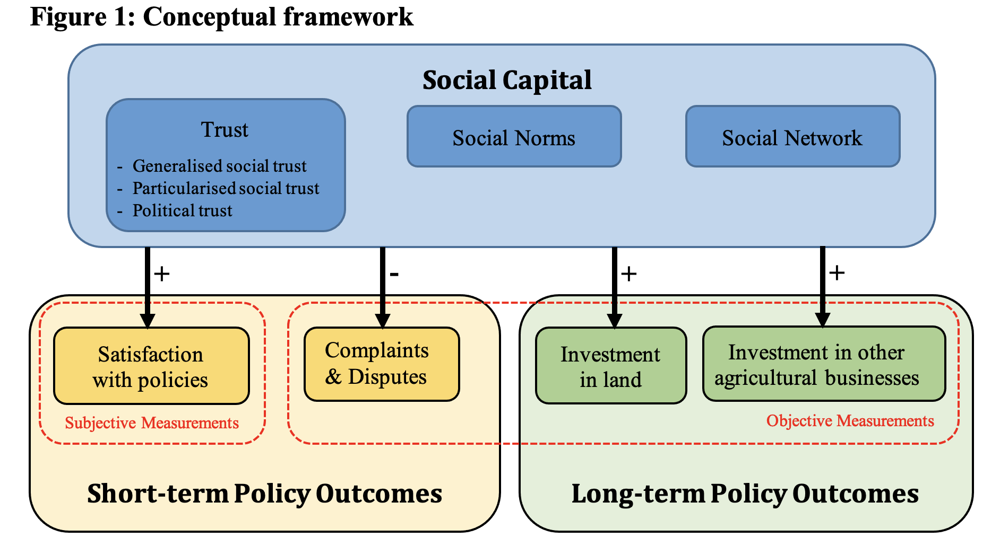 Figure 1: Conceptual framework
Social Capital
Trust
- Generalised social trust
- Particularised social trust
- Political trust
Social Norms
Social Network
+
-
+
+
Satisfaction
with policies
Subjective Measurements
Complaints
& Disputes
Investment
in land
Investment in other
agricultural businesses
Objective Measurements
Short-term Policy Outcomes
Long-term Policy Outcomes